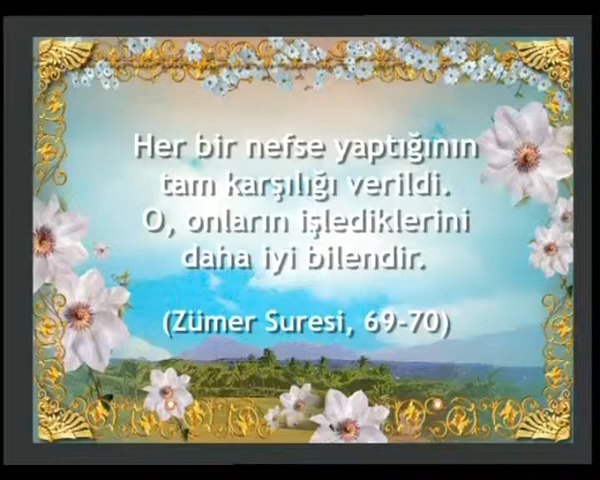 Her bir nefse yaptığının
tam karşılığı verildi.
O, onların işlediklerini
daha iyi bilendir.
(Zümer Suresi, 69-70)